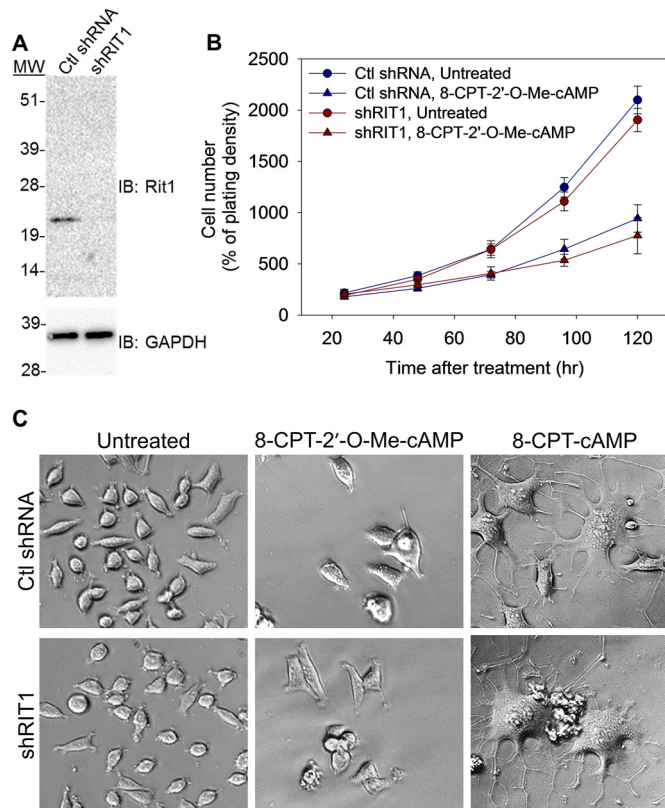 A
Ctl shRNA
shRIT1
MW
51-
39-
28-
19-
14-
IB: Rit1
39-
28-
IB: GAPDH
B
Ctl shRNA, Untreated
Ctl shRNA, 8-CPT-2'-O-Me-cAMP
shRIT1, Untreated
shRIT1, 8-CPT-2'-O-Me-cAMP
Cell number
(% of plating density)
2500
2000
1500
1000
500
0
20 40 60 80 100 120
Time after treatment (hr)
C
Untreated 8-CPT-2′-O-Me-cAMP 8-CPT-cAMP
Ctl shRNA
shRIT1